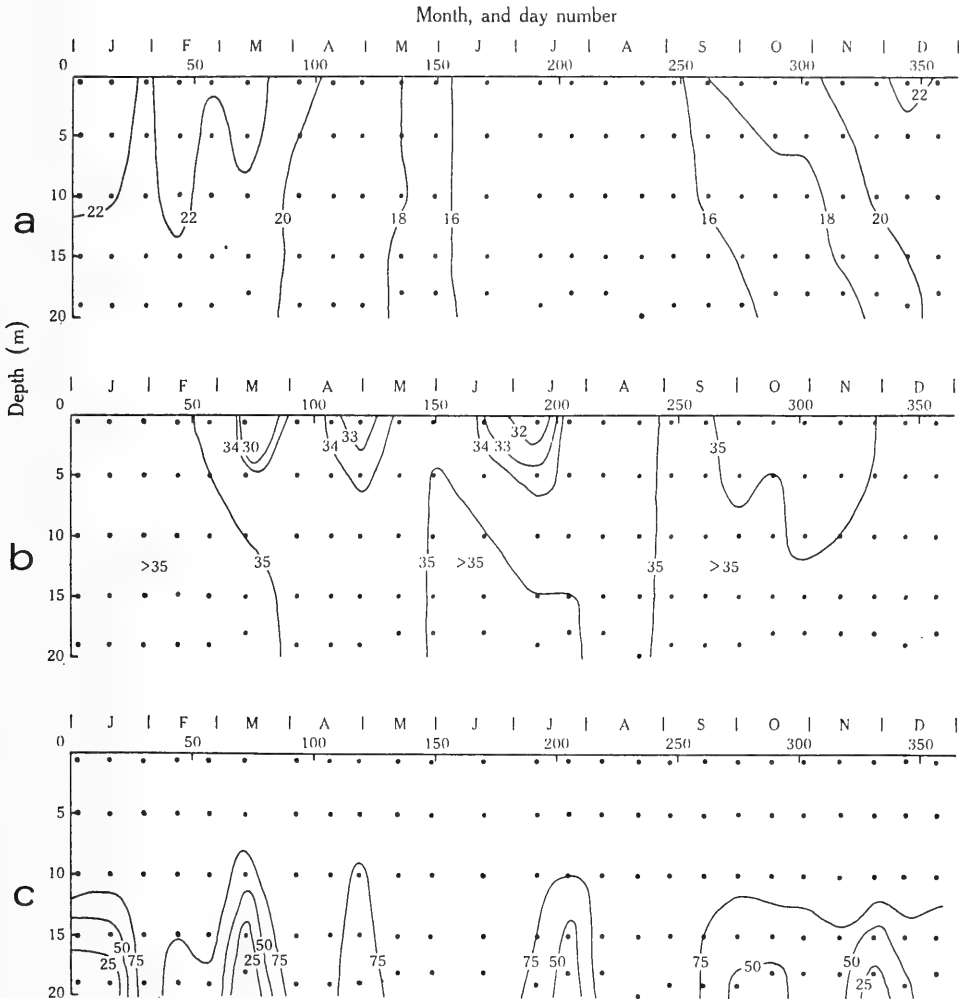 Month, and day number
| J | F | M | A | M | J | J | A | S | O | N | D |
0 50 100 150 200 250 300 350
22
5
10 22 22 20 18 16 16 18 20
a
15
20
Depth (m)
| J | F | M | A | M | J | J | A | S | O | N | D |
0 50 100 150 200 250 300 350
34 30 34 33 34 33 32 35
5
10
b >35 35 35 >35 35 >35
15
20
| J | F | M | A | M | J | J | A | S | O | N | D |
0 50 100 150 200 250 300 350
5
10
c
15
50 50
25 75 25 75 75 75 50 75 50 50
25
20